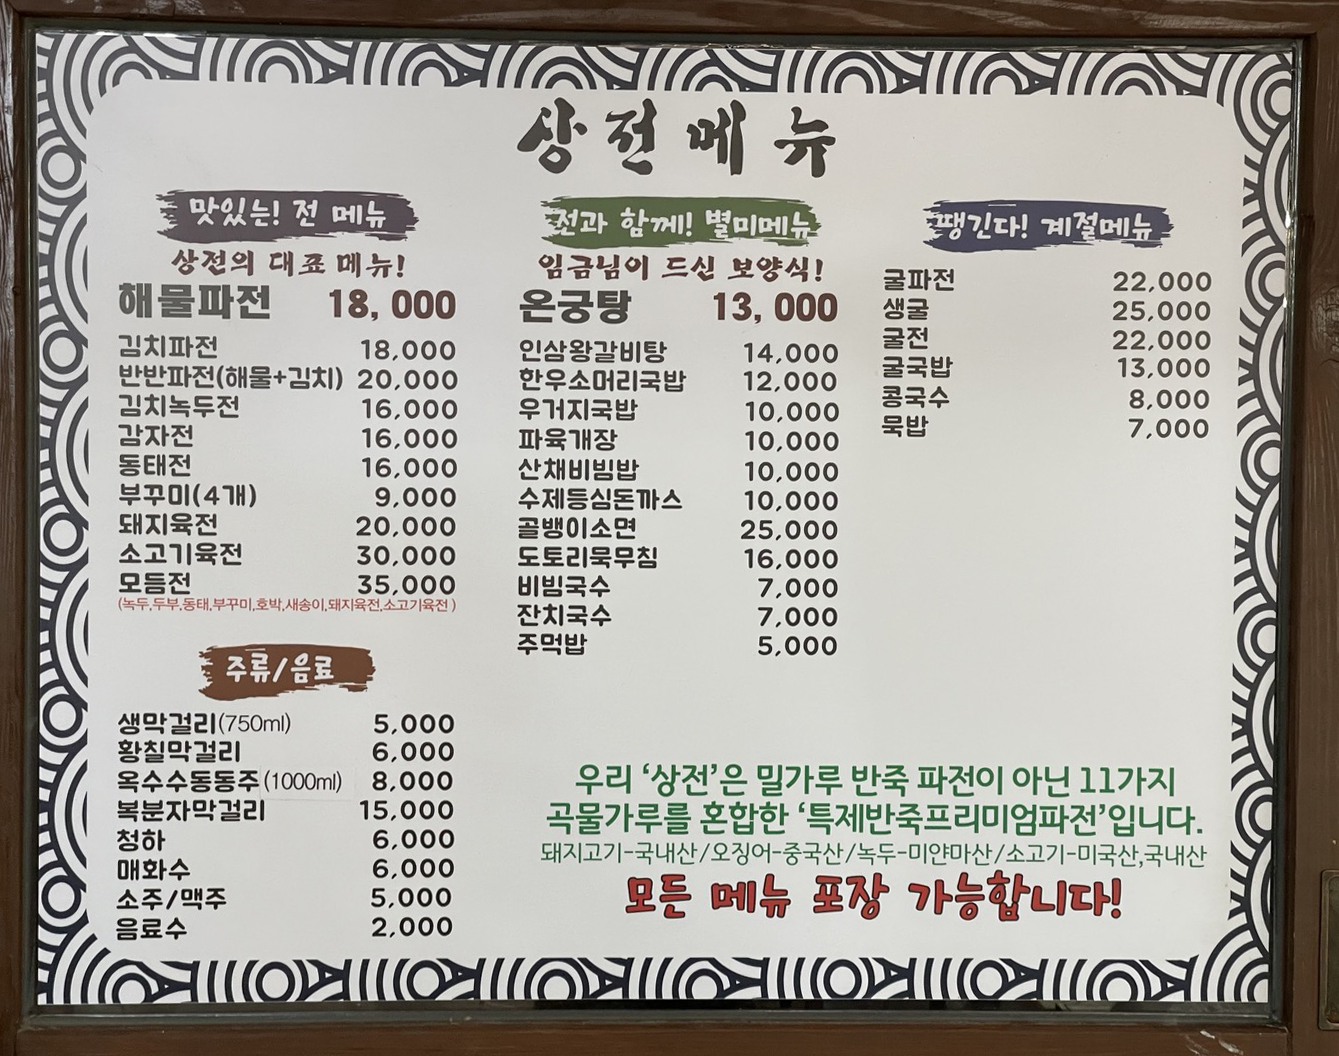 상전메뉴
맛있는! 전 메뉴
상전의 대표 메뉴!
해물파전 18,000
김치파전 18,000
반반파전(해물+김치) 20,000
김치녹두전 16,000
감자전 16,000
동태전 16,000
부꾸미(4개) 9,000
돼지육전 20,000
소고기육전 30,000
모듬전 35,000
(녹두,두부,동태,부꾸미,호박,새송이,돼지육전,소고기육전 )
주류/음료
생막걸리(750ml) 5,000
황칠막걸리 6,000
옥수수동동주(1000ml) 8,000
복분자막걸리 15,000
청하 6,000
매화수 6,000
소주/맥주 5,000
음료수 2,000
전과 함께! 별미메뉴
임금님이 드신 보양식!
온궁탕 13,000
인삼왕갈비탕 14,000
한우소머리국밥 12,000
우거지국밥 10,000
파육개장 10,000
산채비빔밥 10,000
수제등심돈까스 10,000
골뱅이소면 25,000
도토리묵무침 16,000
비빔국수 7,000
잔치국수 7,000
주먹밥 5,000
땡긴다! 계절메뉴
굴파전 22,000
생굴 25,000
굴전 22,000
굴국밥 13,000
콩국수 8,000
묵밥 7,000
우리 '상전'은 밀가루 반죽 파전이 아닌 11가지
곡물가루를 혼합한 '특제반죽프리미엄파전'입니다.
돼지고기-국내산/오징어-중국산/녹두-미얀마산/소고기-미국산,국내산
모든 메뉴 포장 가능합니다!